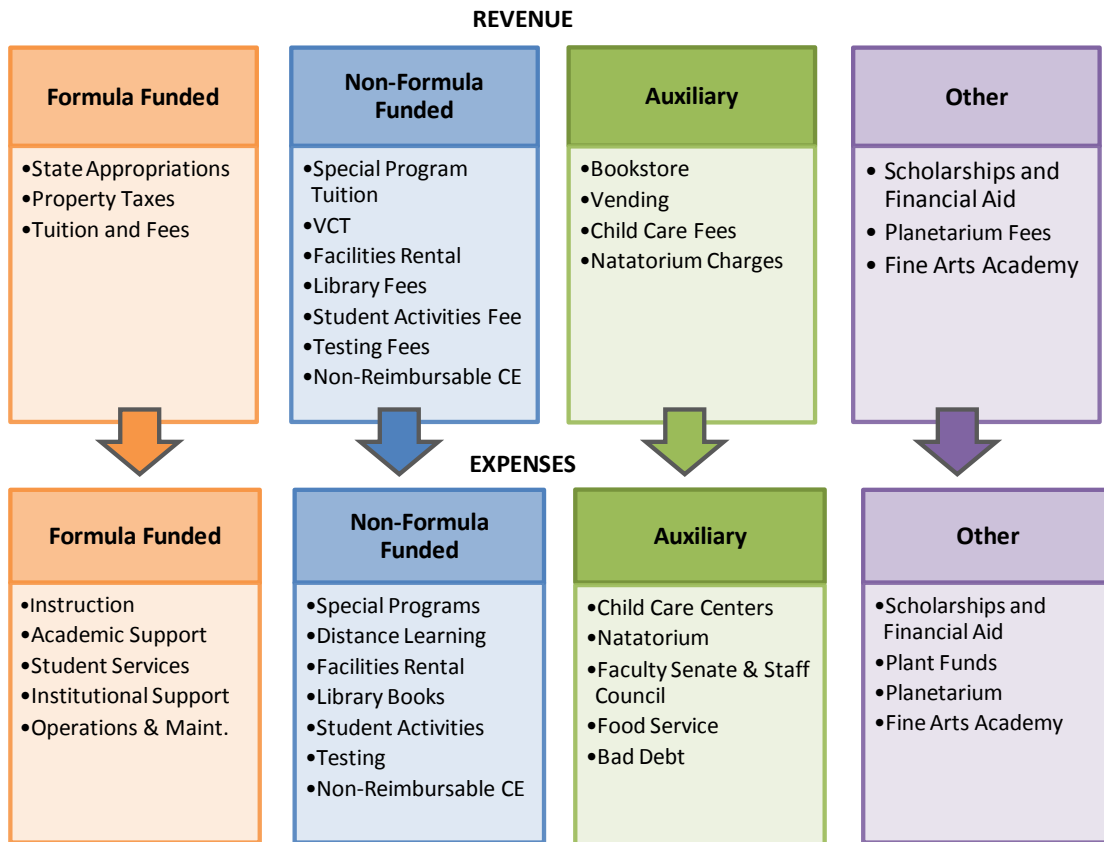 REVENUE
Formula Funded
•State Appropriations
•Property Taxes
•Tuition and Fees
Non-Formula
Funded
•Special Program
Tuition
•VCT
•Facilities Rental
•Library Fees
•Student Activities Fee
•Testing Fees
•Non-Reimbursable CE
Auxiliary
•Bookstore
•Vending
•Child Care Fees
•Natatorium Charges
Other
• Scholarships and
Financial Aid
• Planetarium Fees
• Fine Arts Academy
EXPENSES
Formula Funded
•Instruction
•Academic Support
•Student Services
•Institutional Support
•Operations & Maint.
Non-Formula
Funded
•Special Programs
•Distance Learning
•Facilities Rental
•Library Books
•Student Activities
•Testing
•Non-Reimbursable CE
Auxiliary
•Child Care Centers
•Natatorium
•Faculty Senate & Staff
Council
•Food Service
•Bad Debt
Other
•Scholarships and
Financial Aid
•Plant Funds
•Planetarium
•Fine Arts Academy